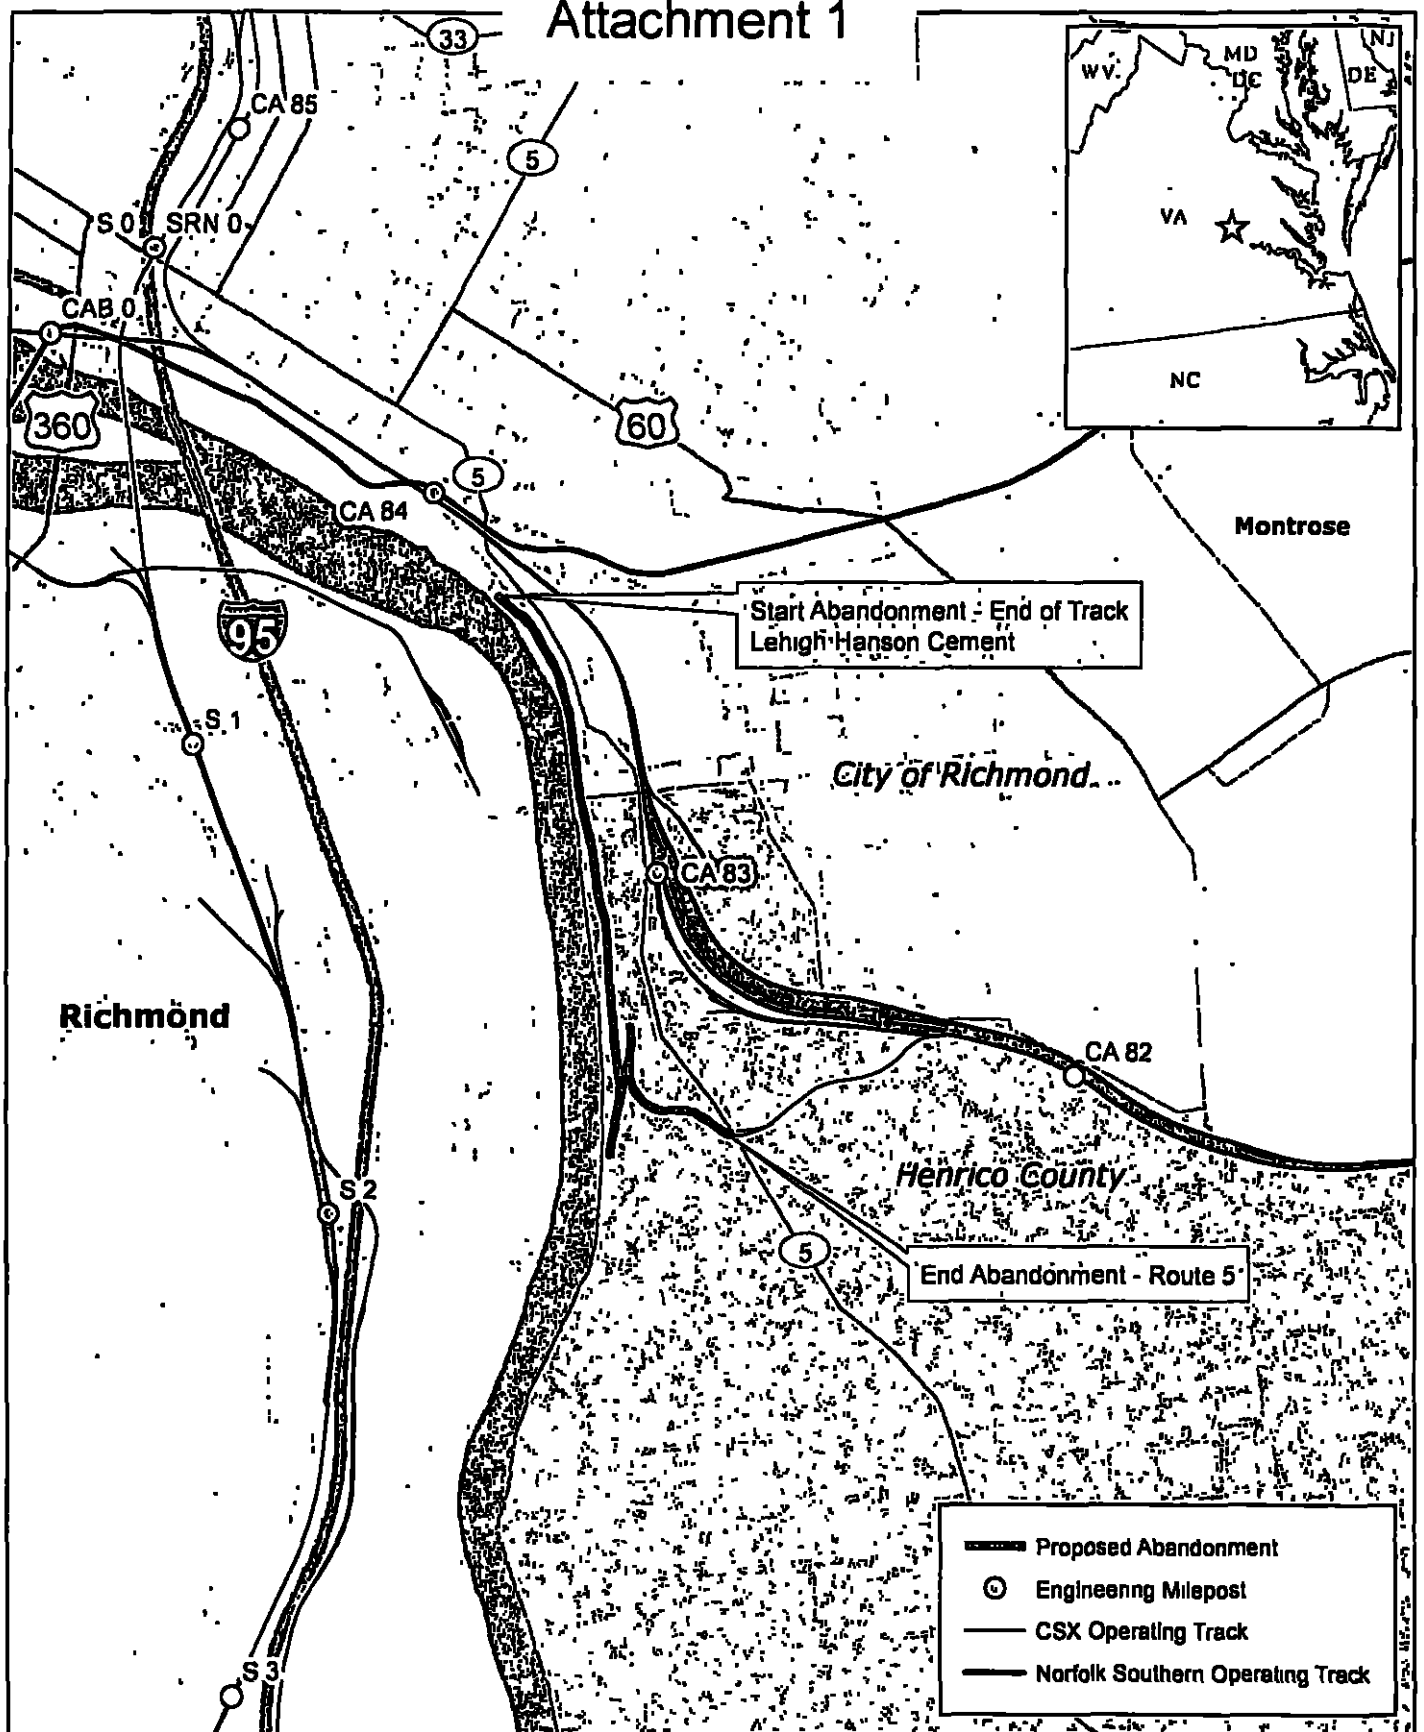 Attachment 1
33
MD
NJ
WV
DC
DE
CA 85
5
S 0
SRN 0
VA
CAB 0
NC
360
60
5
CA 84
Montrose
Start Abandonment - End of Track
Lehigh Hanson Cement
95
S 1
City of Richmond
CA 83
Richmond
CA 82
Henrico County
S 2
5
End Abandonment - Route 5
Proposed Abandonment
Engineenng Milepost
CSX Operating Track
S 3
Norfolk Southern Operating Track